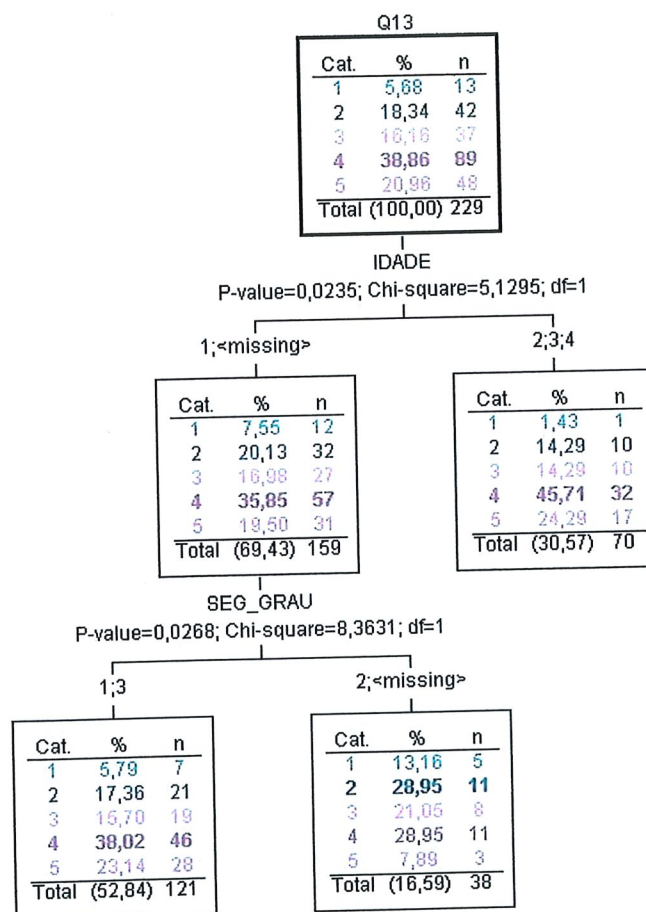 Q13
Cat. % n
1 5,68 13
2 18,34 42
3 16,16 37
4 38,86 89
5 20,96 48
Total (100,00) 229
IDADE
P-value=0,0235; Chi-square=5,1295; df=1
1;<missing>
2;3;4
Cat. % n
1 7,55 12
2 20,13 32
3 16,98 27
4 35,85 57
5 19,50 31
Total (69,43) 159
Cat. % n
1 1,43 1
2 14,29 10
3 14,29 10
4 45,71 32
5 24,29 17
Total (30,57) 70
SEG_GRAU
P-value=0,0268; Chi-square=8,3631; df=1
1;3
2;<missing>
Cat. % n
1 5,79 7
2 17,36 21
3 15,70 19
4 38,02 46
5 23,14 28
Total (52,84) 121
Cat. % n
1 13,16 5
2 28,95 11
3 21,05 8
4 28,95 11
5 7,89 3
Total (16,59) 38